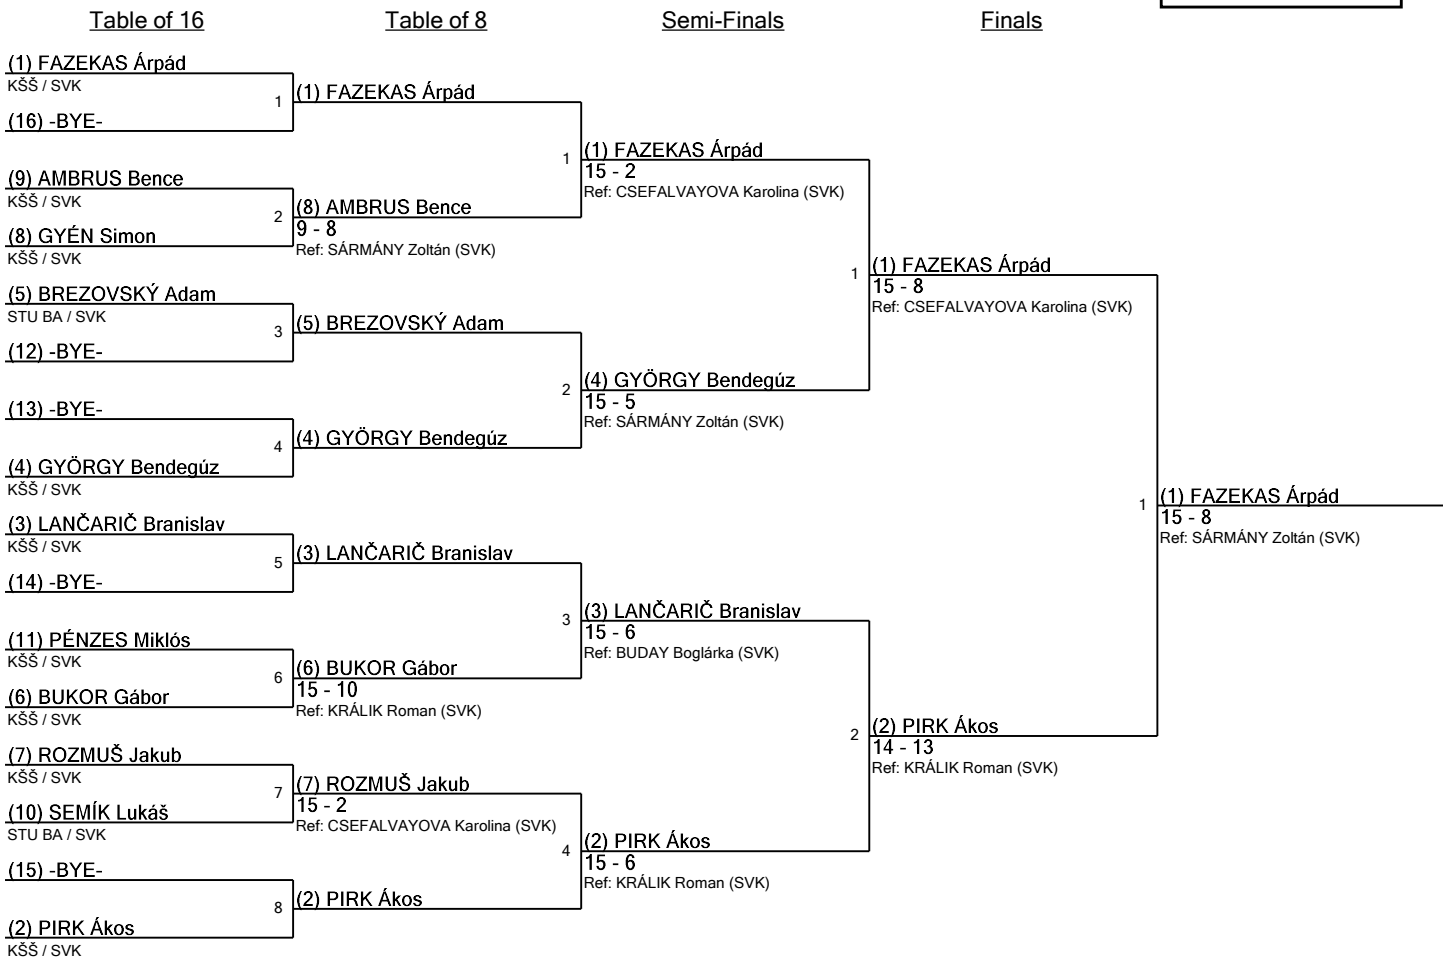 Table of 16
Table of 8
Semi-Finals
Finals
(1) FAZEKAS Árpád
KŠŠ / SVK
1
(16) -BYE-
(9) AMBRUS Bence
KŠŠ / SVK
2
(8) GYÉN Simon
KŠŠ / SVK
(5) BREZOVSKÝ Adam
STU BA / SVK
3
(12) -BYE-
(13) -BYE-
4
(4) GYÖRGY Bendegúz
KŠŠ / SVK
(3) LANČARIČ Branislav
KŠŠ / SVK
5
(14) -BYE-
(11) PÉNZES Miklós
KŠŠ / SVK
6
(6) BUKOR Gábor
KŠŠ / SVK
(7) ROZMUŠ Jakub
KŠŠ / SVK
7
(10) SEMÍK Lukáš
STU BA / SVK
(15) -BYE-
8
(2) PIRK Ákos
KŠŠ / SVK
(1) FAZEKAS Árpád
1
(8) AMBRUS Bence
9 - 8
Ref: SÁRMÁNY Zoltán (SVK)
(5) BREZOVSKÝ Adam
2
(4) GYÖRGY Bendegúz
(3) LANČARIČ Branislav
3
(6) BUKOR Gábor
15 - 10
Ref: KRÁLIK Roman (SVK)
(7) ROZMUŠ Jakub
15 - 2
Ref: CSEFALVAYOVA Karolina (SVK)
4
(2) PIRK Ákos
(1) FAZEKAS Árpád
15 - 2
Ref: CSEFALVAYOVA Karolina (SVK)
1
(4) GYÖRGY Bendegúz
15 - 5
Ref: SÁRMÁNY Zoltán (SVK)
(3) LANČARIČ Branislav
15 - 6
Ref: BUDAY Boglárka (SVK)
2
(2) PIRK Ákos
15 - 6
Ref: KRÁLIK Roman (SVK)
(1) FAZEKAS Árpád
15 - 8
Ref: CSEFALVAYOVA Karolina (SVK)
1
(2) PIRK Ákos
14 - 13
Ref: KRÁLIK Roman (SVK)
(1) FAZEKAS Árpád
15 - 8
Ref: SÁRMÁNY Zoltán (SVK)